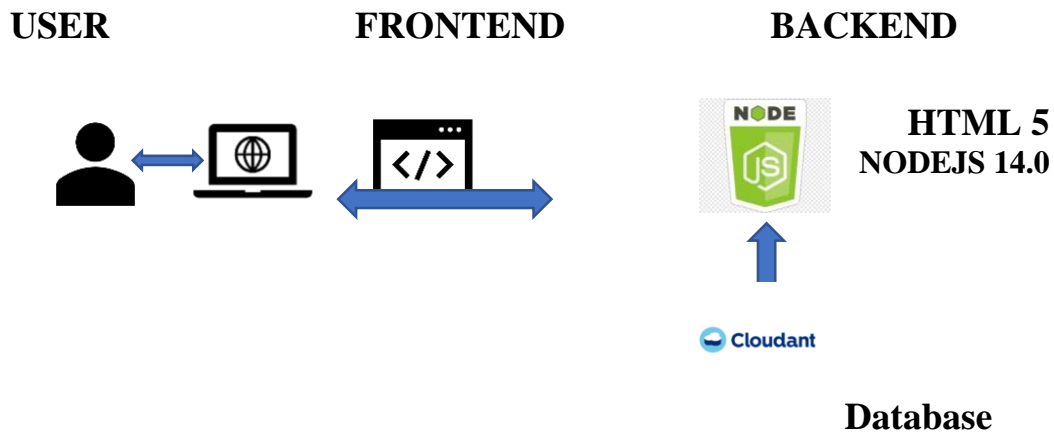 USER FRONTEND BACKEND
NODE
JS
HTML 5
NODEJS 14.0
</>
Cloudant
Database